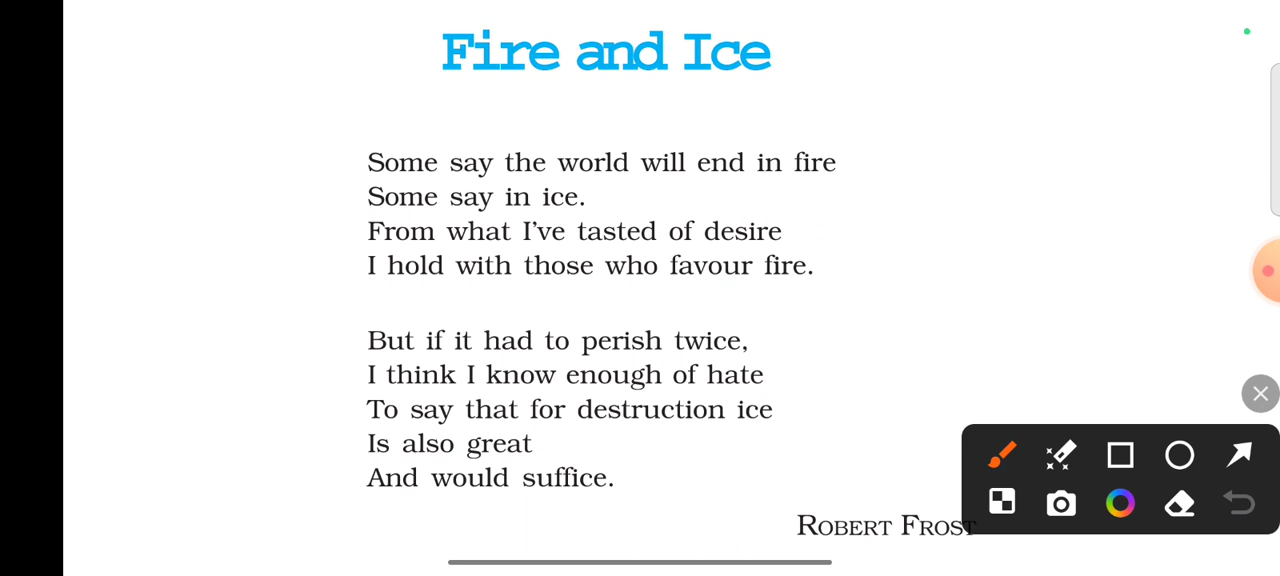 Fire and Ice
Some say the world will end in fire
Some say in ice.
From what I've tasted of desire
I hold with those who favour fire.
But if it had to perish twice,
I think I know enough of hate
To say that for destruction ice
Is also great
And would suffice.
ROBERT FROST